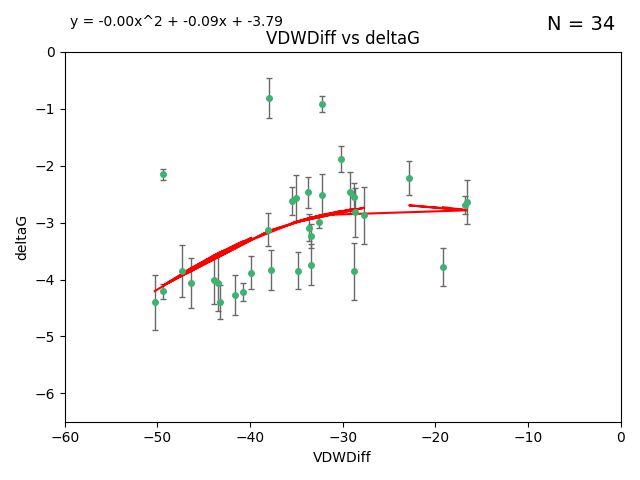 y = -0.00x^2 + -0.09x + -3.79
N = 34
VDWDiff vs deltaG
deltaG
0
−1
−2
−3
−4
−5
−6
−60
−50
−40
−30
−20
−10
0
VDWDiff